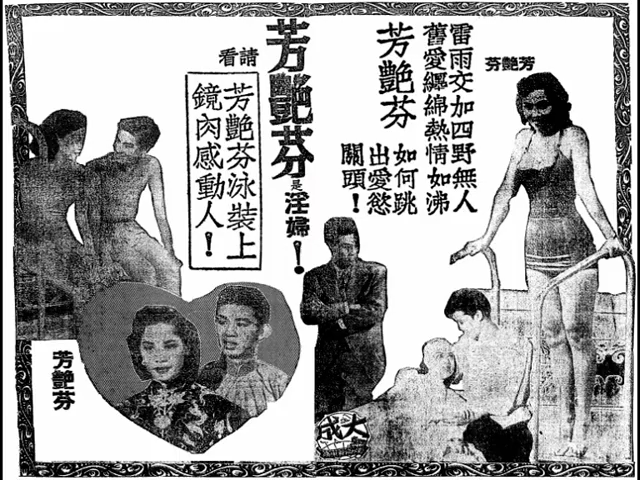 芬艷芳
雷雨交加四野無人
舊愛纏綿熱情如沸
芳艷芬
如何跳
出愛慾
關頭！
芳艷芬是淫婦！
請看
芳艷芬泳裝上
鏡肉感動人！
芳艷芬
大成